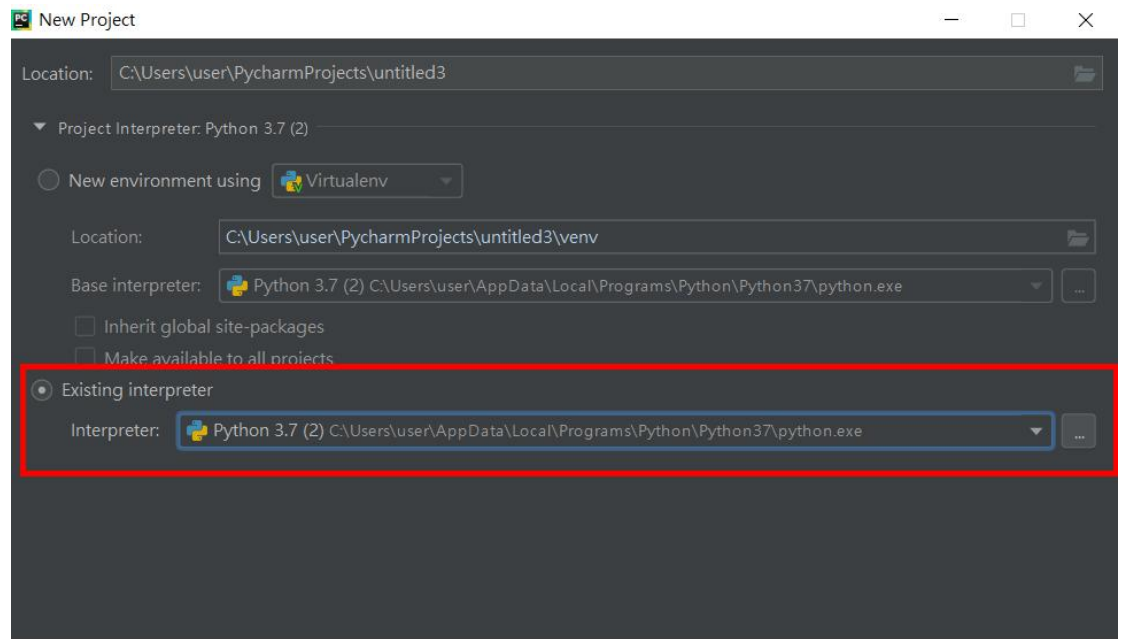 PC New Project
Location: C:\Users\user\PycharmProjects\untitled3
Project Interpreter: Python 3.7 (2)
New environment using Virtualenv
Location: C:\Users\user\PycharmProjects\untitled3\venv
Base interpreter: Python 3.7 (2) C:\Users\user\AppData\Local\Programs\Python\Python37\python.exe ...
Inherit global site-packages
Make available to all projects
Existing interpreter
Interpreter: Python 3.7 (2) C:\Users\user\AppData\Local\Programs\Python\Python37\python.exe ...